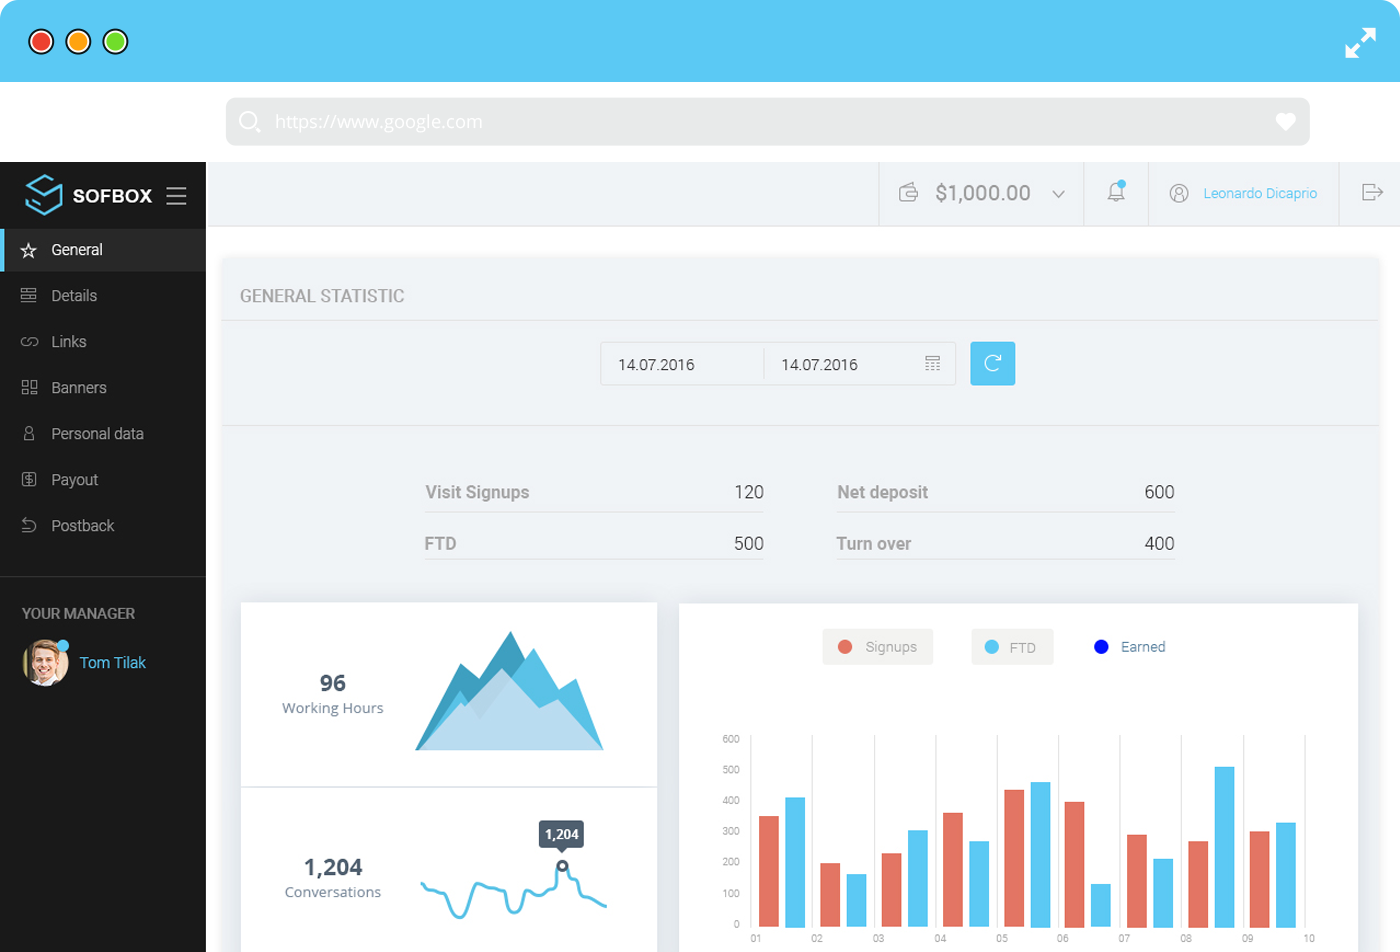 https://www.google.com
SOFBOX
$1,000.00
Leonardo Dicaprio
General
Details
Links
Banners
Personal data
Payout
Postback
YOUR MANAGER
Tom Tilak
GENERAL STATISTIC
14.07.2016 14.07.2016
Visit Signups 120 Net deposit 600
FTD 500 Turn over 400
96
Working Hours
1,204
1,204
Conversations
Signups FTD Earned
600
500
400
300
200
100
0
01 02 03 04 05 06 07 08 09 10